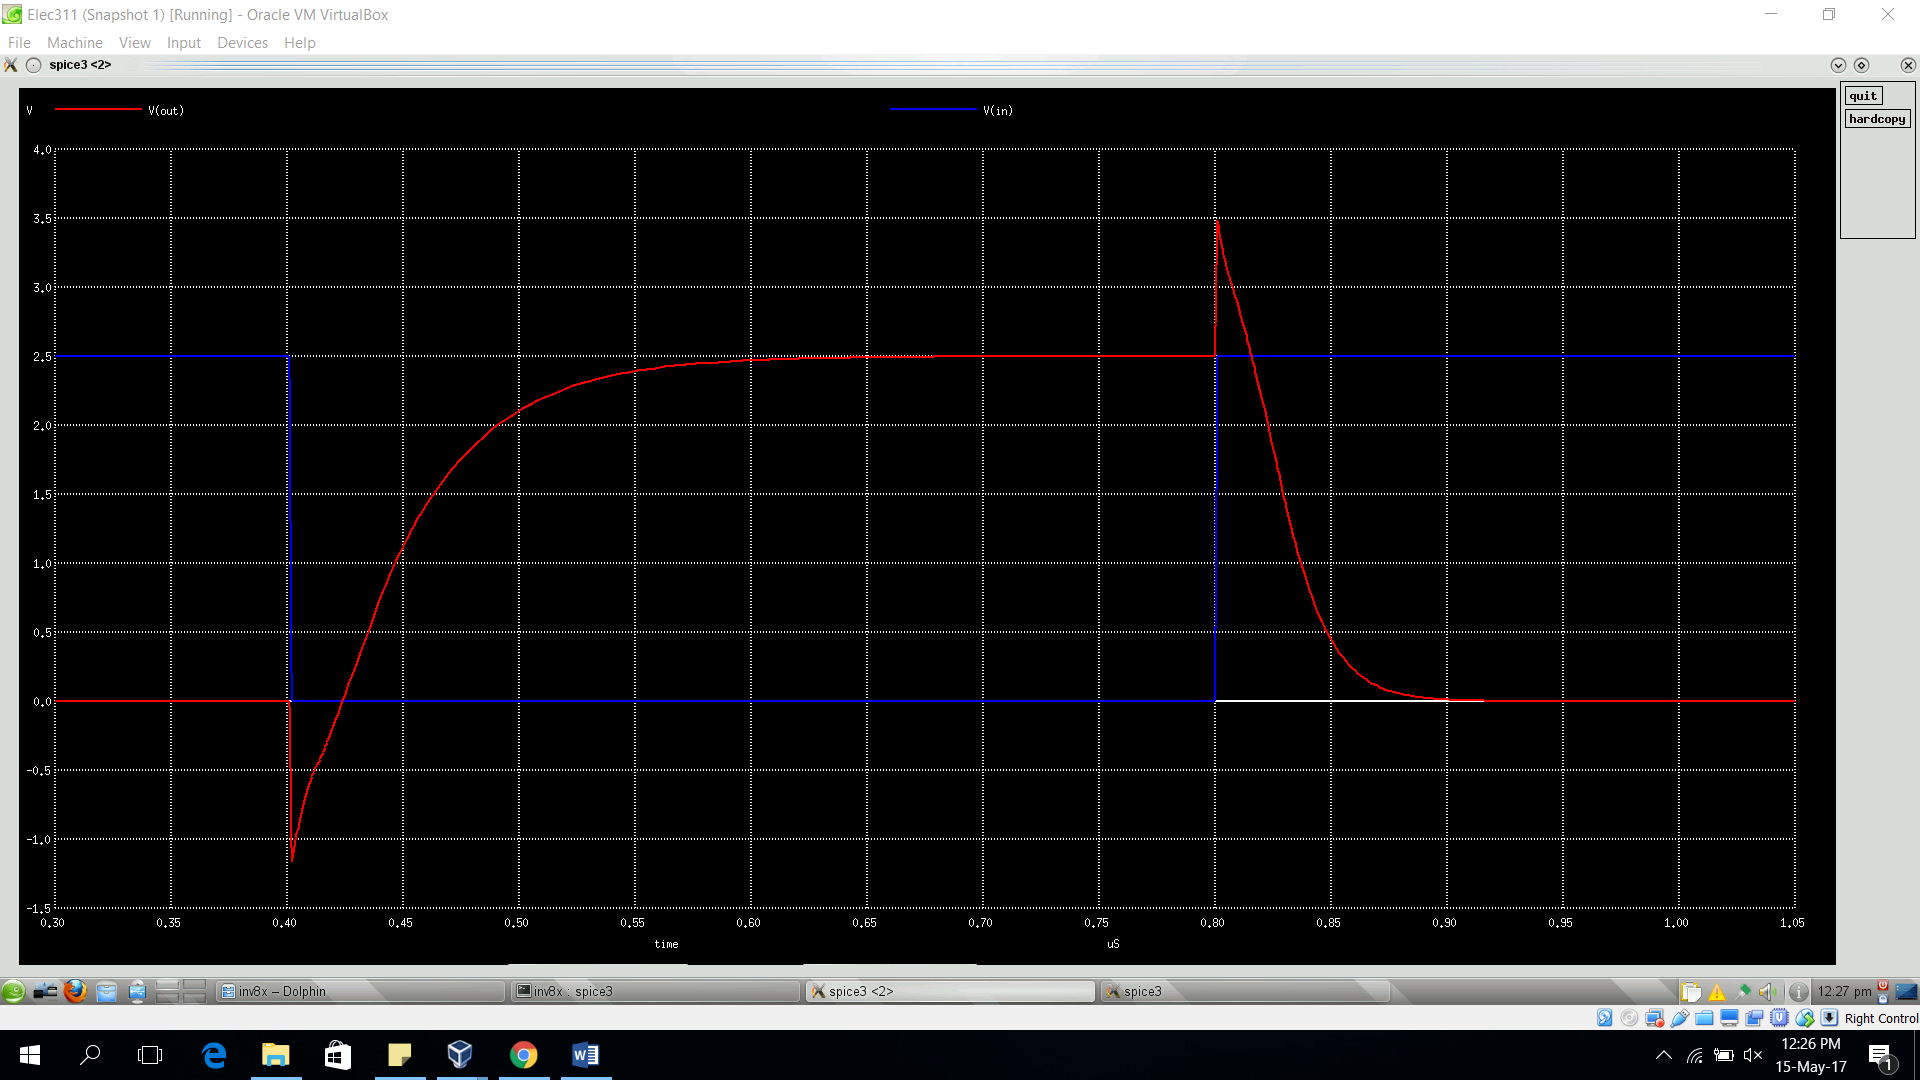 Elec311 (Snapshot 1) [Running] - Oracle VM VirtualBox
File Machine View Input Devices Help
spice3 <2>
quit
hardcopy
V V(out) V(in)
4.0
3.5
3.0
2.5
2.0
1.5
1.0
0.5
0.0
-0.5
-1.0
-1.5
0.30 0.35 0.40 0.45 0.50 0.55 0.60 0.65 0.70 0.75 0.80 0.85 0.90 0.95 1.00 1.05
time uS
inv8x – Dolphin inv8x : spice3 spice3 <2> spice3 12:27 pm
Right Control
12:26 PM
15-May-17
1